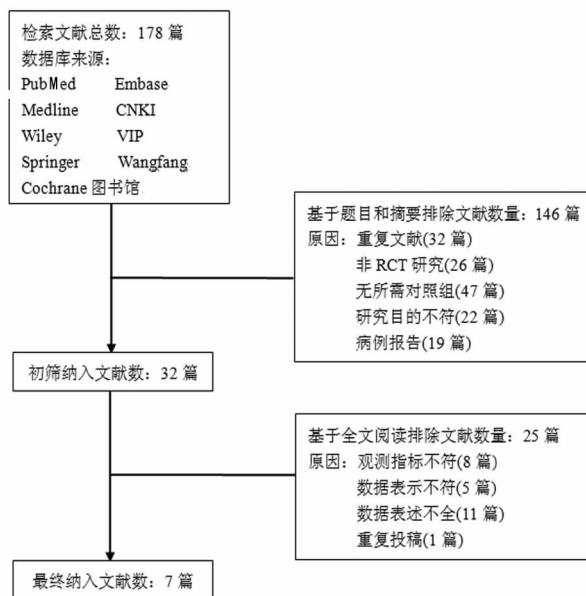 检索文献总数：178 篇
数据库来源：
PubMed Embase
Medline CNKI
Wiley VIP
Springer Wangfang
Cochrane 图书馆
基于题目和摘要排除文献数量：146 篇
原因：重复文献(32 篇)
非 RCT 研究(26 篇)
无所需对照组(47 篇)
研究目的不符(22 篇)
病例报告(19 篇)
初筛纳入文献数：32 篇
基于全文阅读排除文献数量：25 篇
原因：观测指标不符(8 篇)
数据表示不符(5 篇)
数据表述不全(11 篇)
重复投稿(1 篇)
最终纳入文献数：7 篇